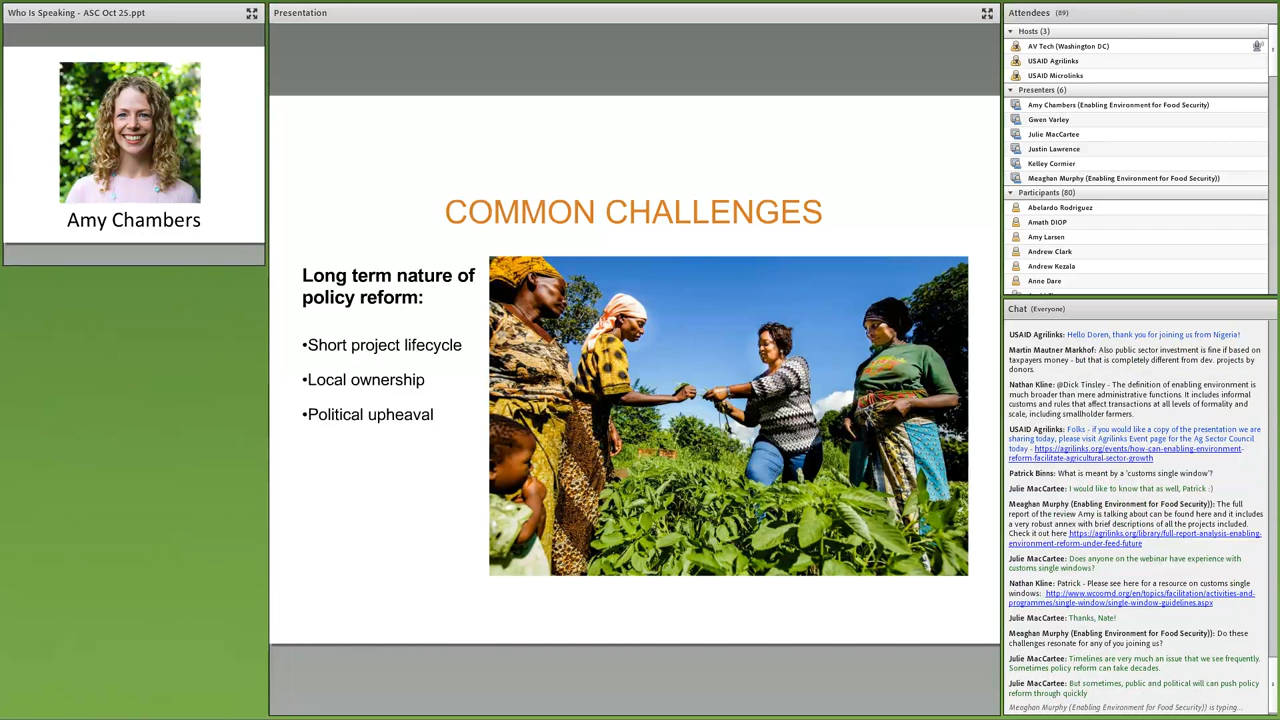 Who Is Speaking - ASC Oct 25.ppt
Amy Chambers
Presentation
COMMON CHALLENGES
Long term nature of
policy reform:
•Short project lifecycle
•Local ownership
•Political upheaval
Attendees (89)
Hosts (3)
AV Tech (Washington DC)
USAID Agrilinks
USAID Microlinks
Presenters (6)
Amy Chambers (Enabling Environment for Food Security)
Gwen Varley
Julie MacCartee
Justin Lawrence
Kelley Cormier
Meaghan Murphy (Enabling Environment for Food Security))
Participants (80)
Abelardo Rodriguez
Amath DIOP
Amy Larsen
Andrew Clark
Andrew Kezala
Anne Dare
Chat (Everyone)
USAID Agrilinks: Hello Doren, thank you for joining us from Nigeria!
Martin Mautner Markhof: Also public sector investment is fine if based on
taxpayers money - but that is completely different from dev. projects by
donors.
Nathan Kline: @Dick Tinsley - The definition of enabling environment is
much broader than mere administrative functions. It includes informal
customs and rules that affect transactions at all levels of formality and
scale, including smallholder farmers.
USAID Agrilinks: Folks - if you would like a copy of the presentation we are
sharing today, please visit Agrilinks Event page for the Ag Sector Council
today - https://agrilinks.org/events/how-can-enabling-environment-
reform-facilitate-agricultural-sector-growth
Patrick Binns: What is meant by a 'customs single window'?
Julie MacCartee: I would like to know that as well, Patrick :)
Meaghan Murphy (Enabling Environment for Food Security)): The full
report of the review Amy is talking about can be found here and it includes
a very robust annex with brief descriptions of all the projects included.
Check it out here https://agrilinks.org/library/full-report-analysis-enabling-
environment-reform-under-feed-future
Julie MacCartee: Does anyone on the webinar have experience with
customs single windows?
Nathan Kline: Patrick - Please see here for a resource on customs single
windows: http://www.wcoomd.org/en/topics/facilitation/activities-and-
programmes/single-window/single-window-guidelines.aspx
Julie MacCartee: Thanks, Nate!
Meaghan Murphy (Enabling Environment for Food Security)): Do these
challenges resonate for any of you joining us?
Julie MacCartee: Timelines are very much an issue that we see frequently.
Sometimes policy reform can take decades.
Julie MacCartee: But sometimes, public and political will can push policy
reform through quickly
Meaghan Murphy (Enabling Environment for Food Security)) is typing...